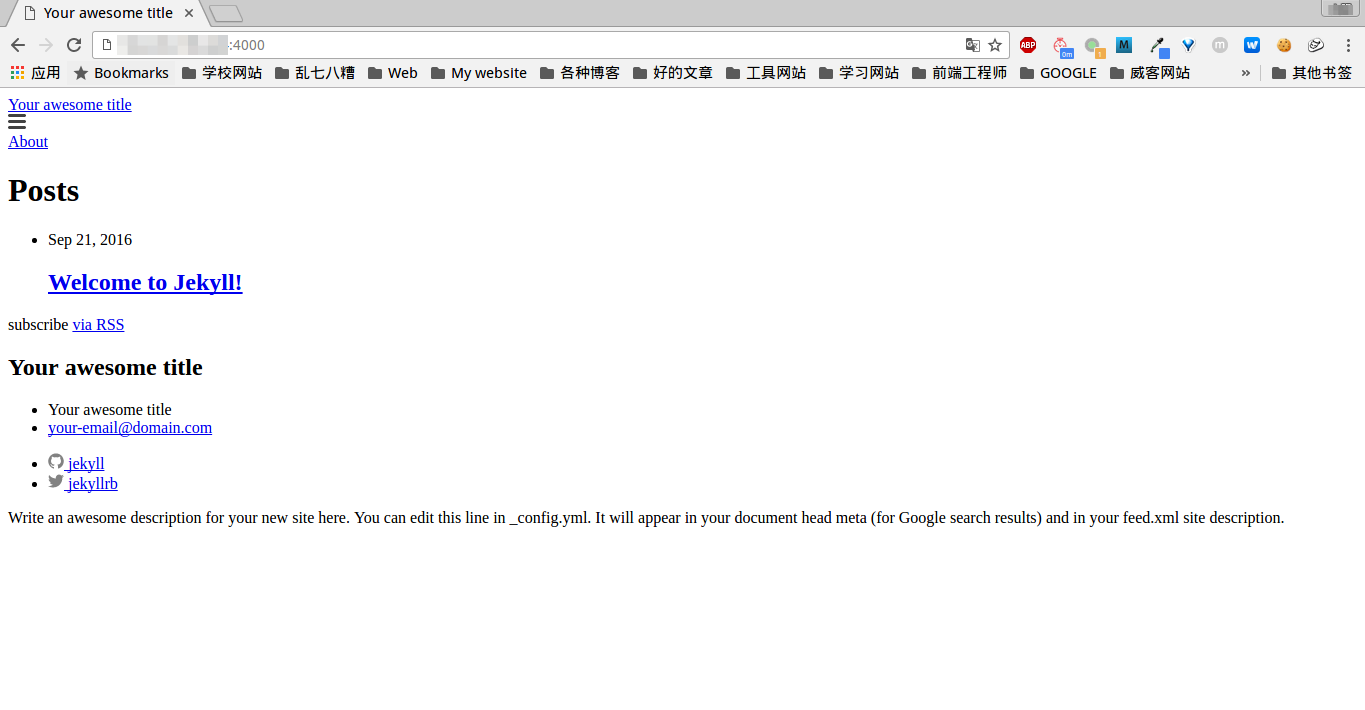 Your awesome title
:4000
ABP 0m 1 M m W
应用 Bookmarks 学校网站 乱七八糟 Web My website 各种博客 好的文章 工具网站 学习网站 前端工程师 GOOGLE 威客网站 » 其他书签
Your awesome title
About
Posts
Sep 21, 2016
Welcome to Jekyll!
subscribe via RSS
Your awesome title
Your awesome title
your-email@domain.com
jekyll
jekyllrb
Write an awesome description for your new site here. You can edit this line in _config.yml. It will appear in your document head meta (for Google search results) and in your feed.xml site description.